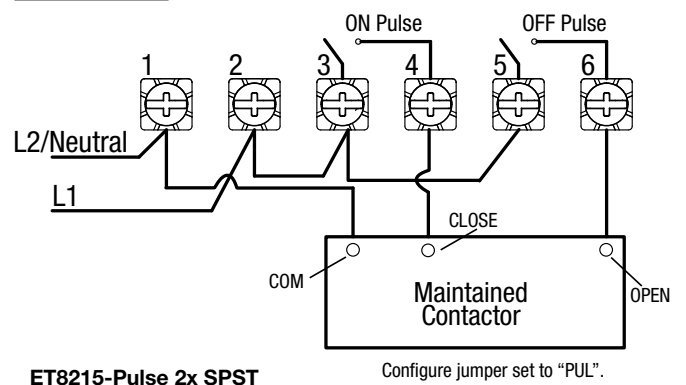 ON Pulse
OFF Pulse
1 2 3 4 5 6
L2/Neutral
L1
CLOSE
COM
OPEN
Maintained
Contactor
ET8215-Pulse 2x SPST
Configure jumper set to “PUL”.